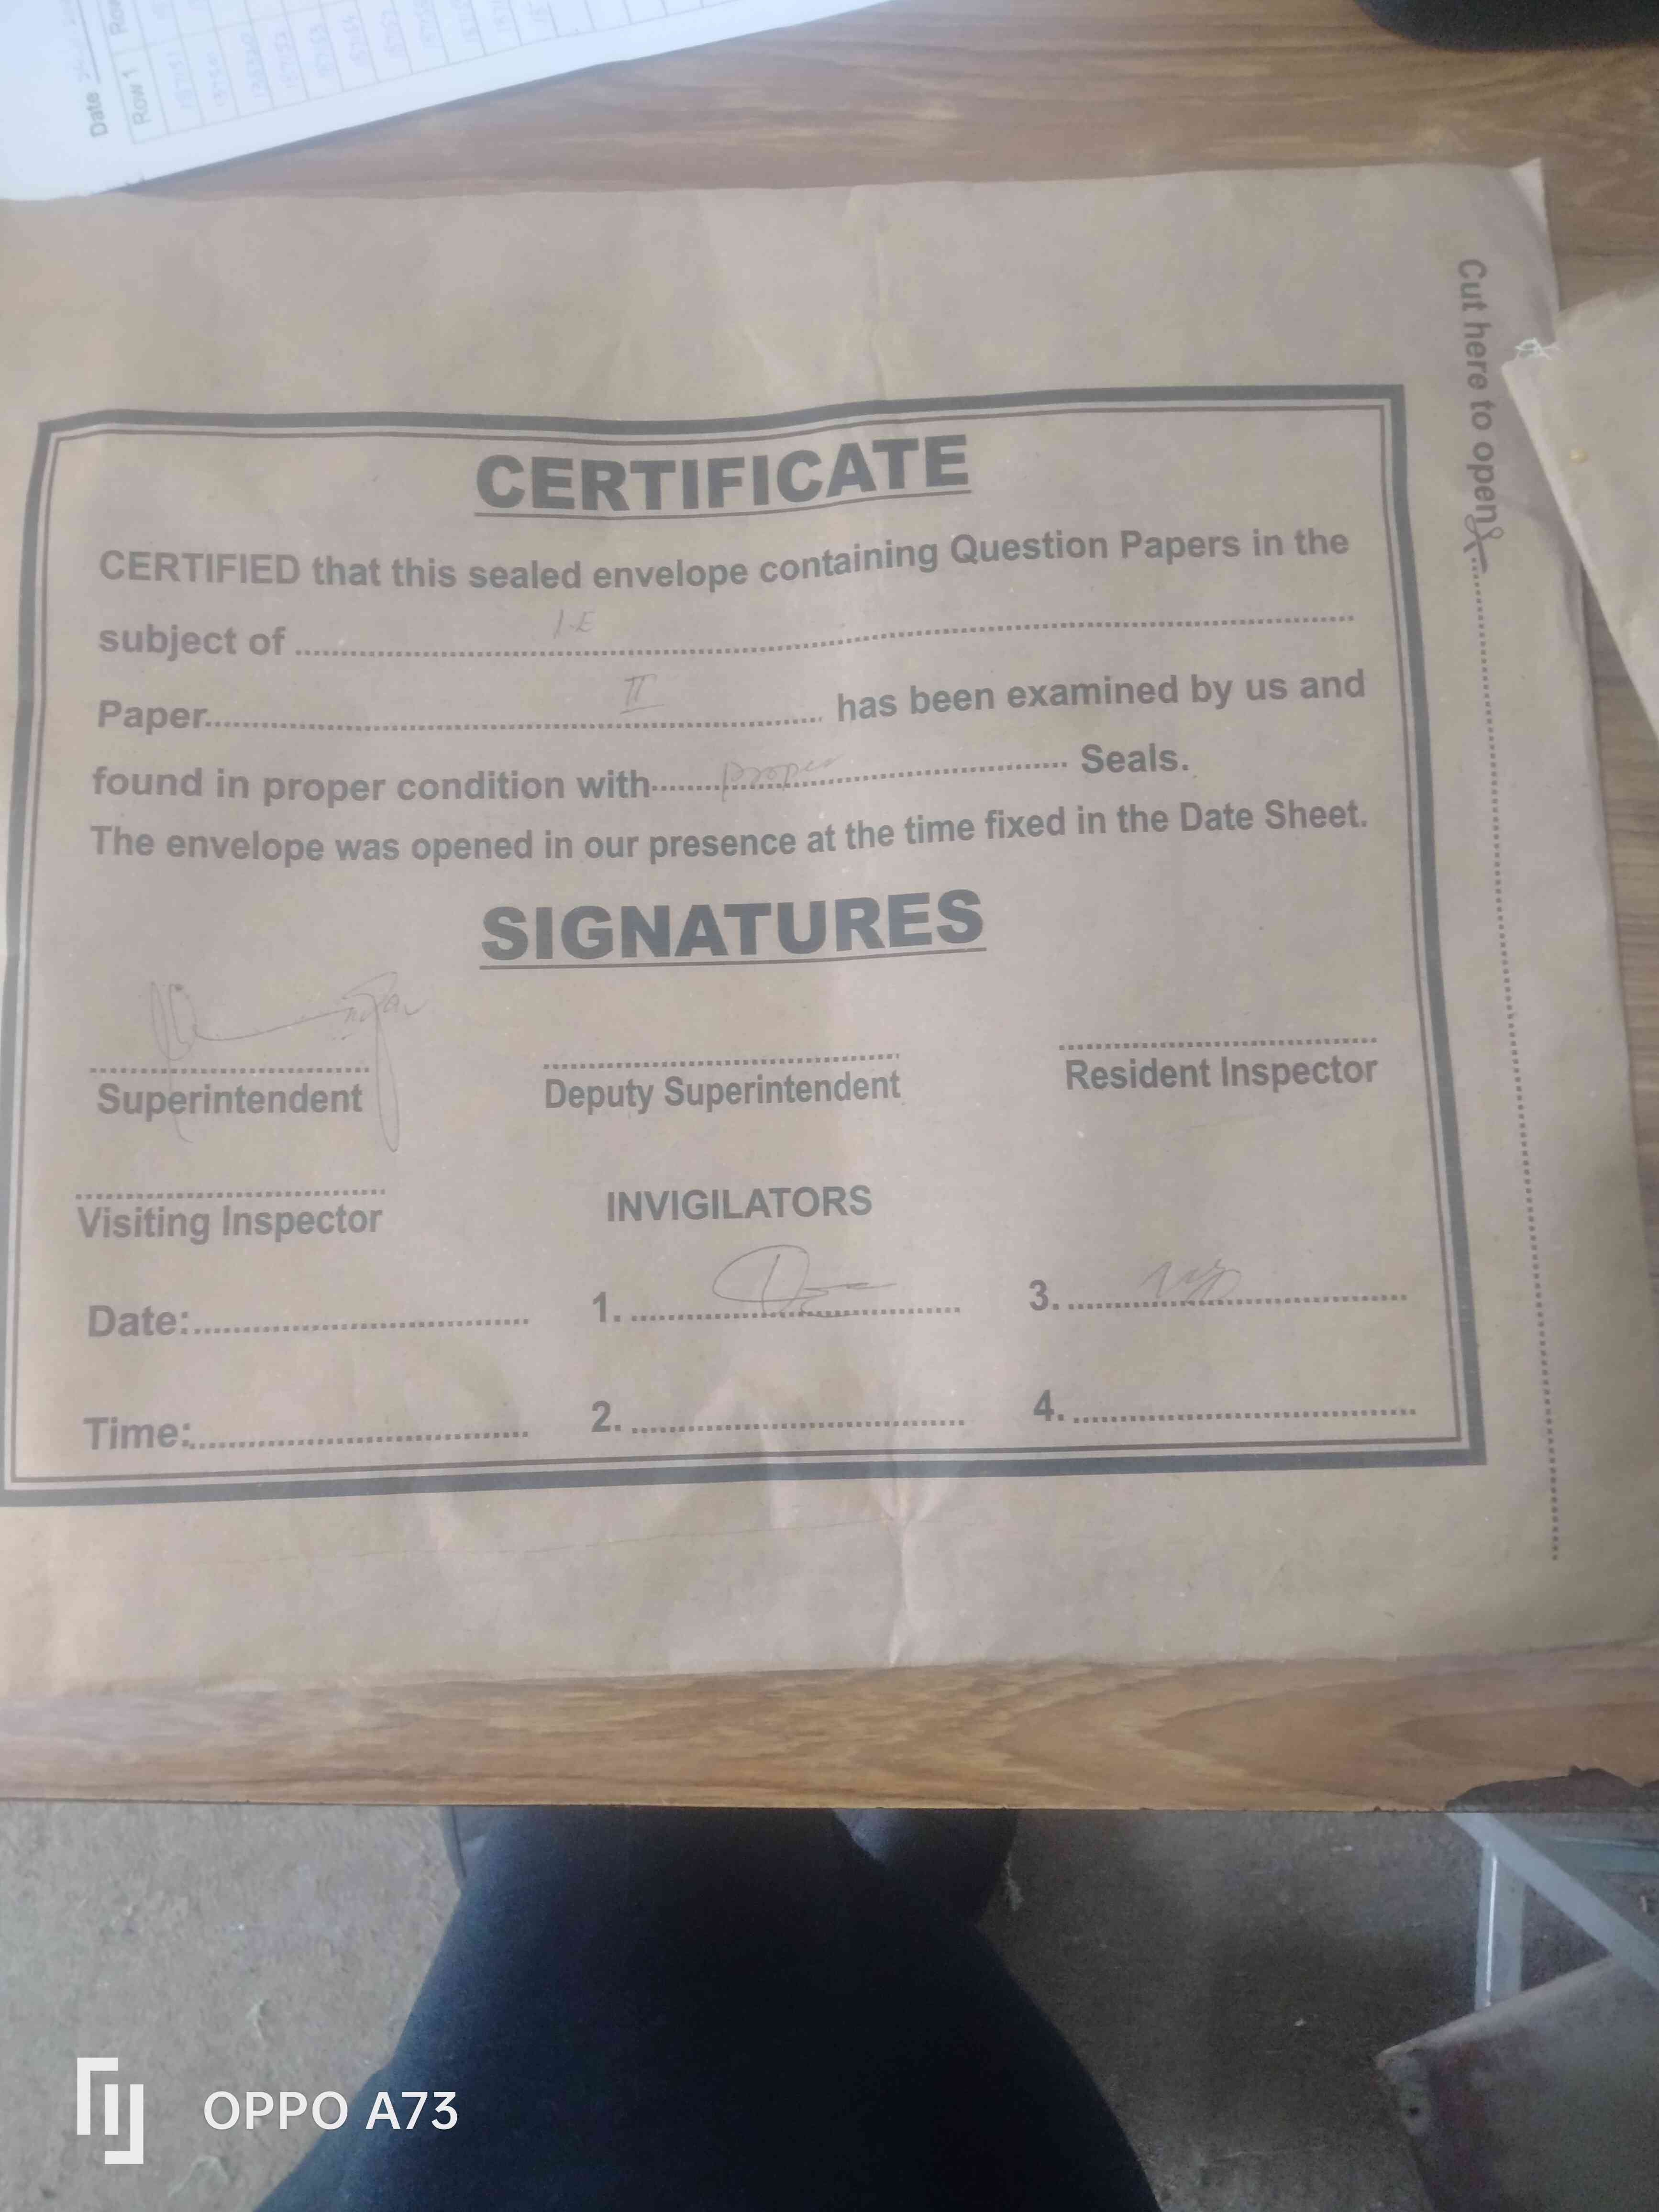 Date
Row 1 Row
Cut here to open
CERTIFICATE
CERTIFIED that this sealed envelope containing Question Papers in the
subject of I.E
Paper II has been examined by us and
found in proper condition with proper Seals.
The envelope was opened in our presence at the time fixed in the Date Sheet.
SIGNATURES
Superintendent Deputy Superintendent Resident Inspector
Visiting Inspector INVIGILATORS
Date: 1. 3.
Time: 2. 4.
OPPO A73